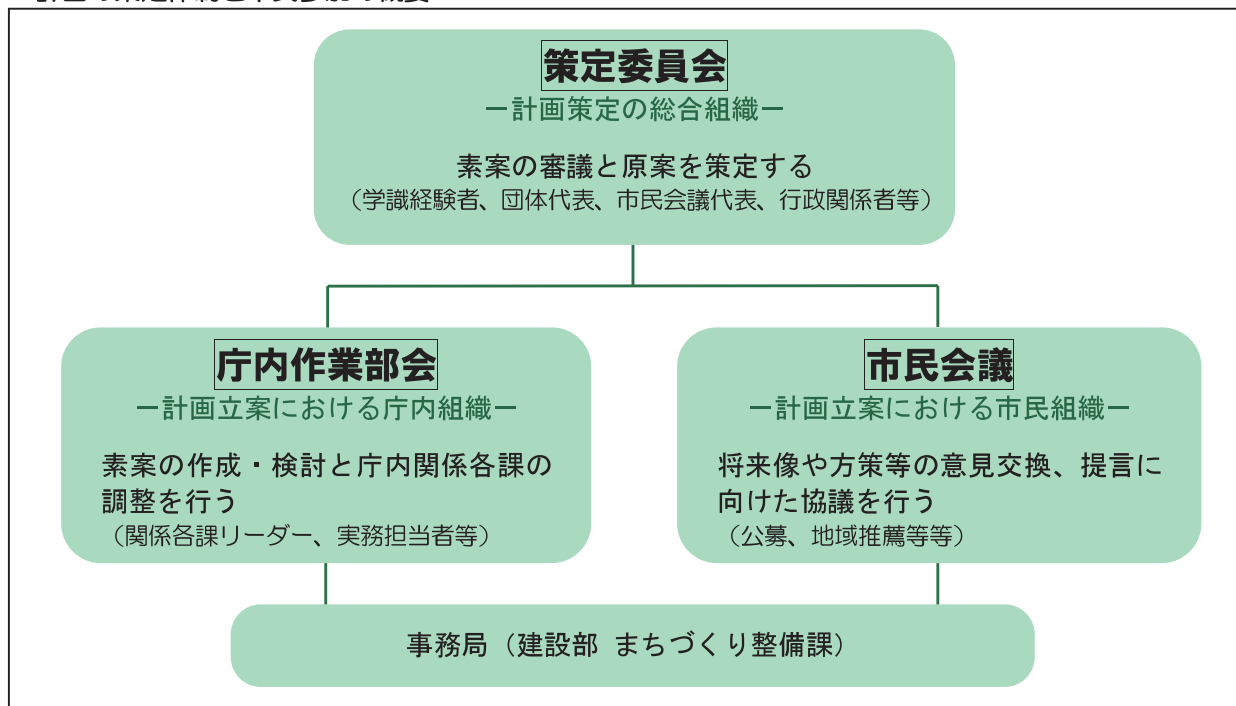 策定委員会
－計画策定の総合組織－
素案の審議と原案を策定する
（学識経験者、団体代表、市民会議代表、行政関係者等）
庁内作業部会
－計画立案における庁内組織－
素案の作成・検討と庁内関係各課の
調整を行う
（関係各課リーダー、実務担当者等）
市民会議
－計画立案における市民組織－
将来像や方策等の意見交換、提言に
向けた協議を行う
（公募、地域推薦等等）
事務局（建設部 まちづくり整備課）